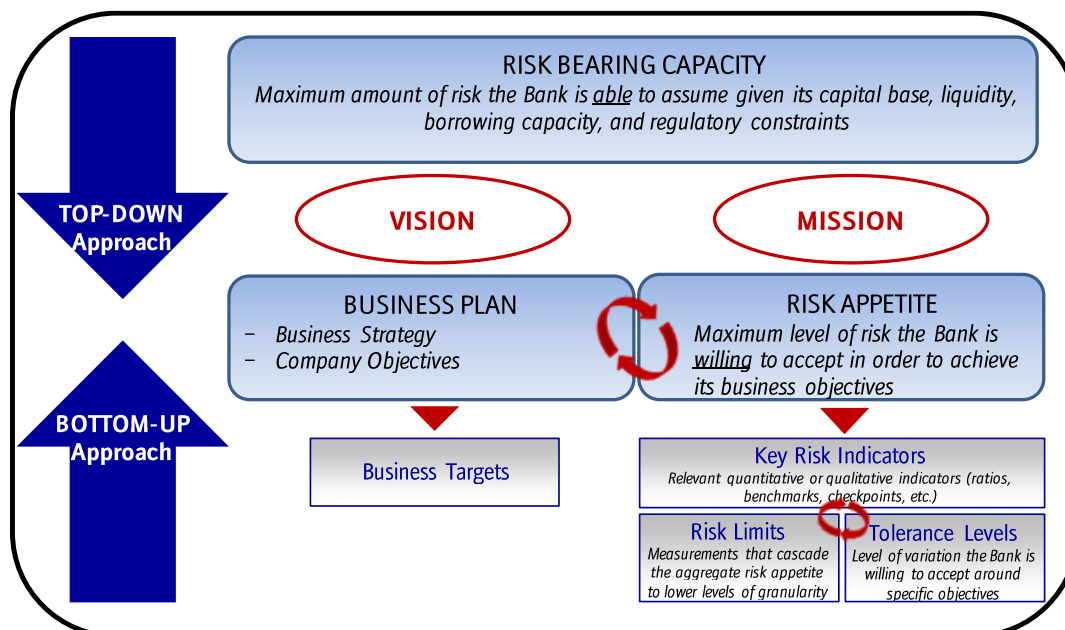 RISK BEARING CAPACITY
Maximum amount of risk the Bank is able to assume given its capital base, liquidity,
borrowing capacity, and regulatory constraints
TOP-DOWN
Approach
VISION
MISSION
BUSINESS PLAN
– Business Strategy
– Company Objectives
RISK APPETITE
Maximum level of risk the Bank is
willing to accept in order to achieve
its business objectives
BOTTOM-UP
Approach
Business Targets
Key Risk Indicators
Relevant quantitative or qualitative indicators (ratios,
benchmarks, checkpoints, etc.)
Risk Limits
Measurements that cascade
the aggregate risk appetite
to lower levels of granularity
Tolerance Levels
Level of variation the Bank is
willing to accept around
specific objectives